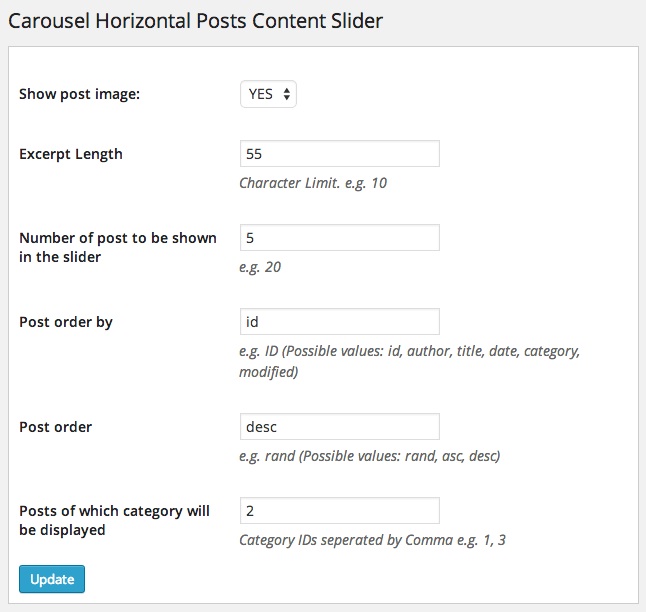 Carousel Horizontal Posts Content Slider
Show post image:
YES
Excerpt Length
55
Character Limit. e.g. 10
Number of post to be shown
in the slider
5
e.g. 20
Post order by
id
e.g. ID (Possible values: id, author, title, date, category,
modified)
Post order
desc
e.g. rand (Possible values: rand, asc, desc)
Posts of which category will
be displayed
2
Category IDs seperated by Comma e.g. 1, 3
Update